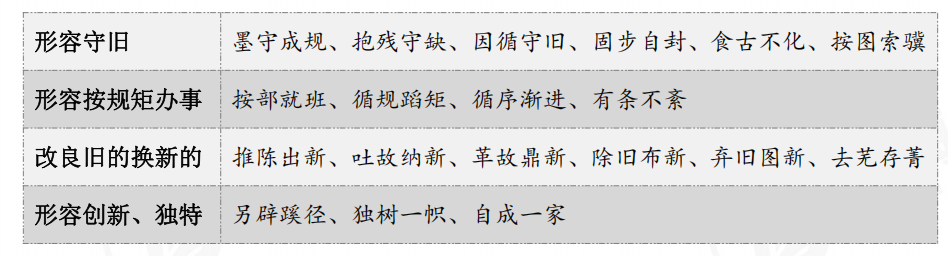 形容守旧 墨守成规、抱残守缺、因循守旧、固步自封、食古不化、按图索骥
形容按规矩办事 按部就班、循规蹈矩、循序渐进、有条不紊
改良旧的换新的 推陈出新、吐故纳新、革故鼎新、除旧布新、弃旧图新、去芜存菁
形容创新、独特 另辟蹊径、独树一帜、自成一家